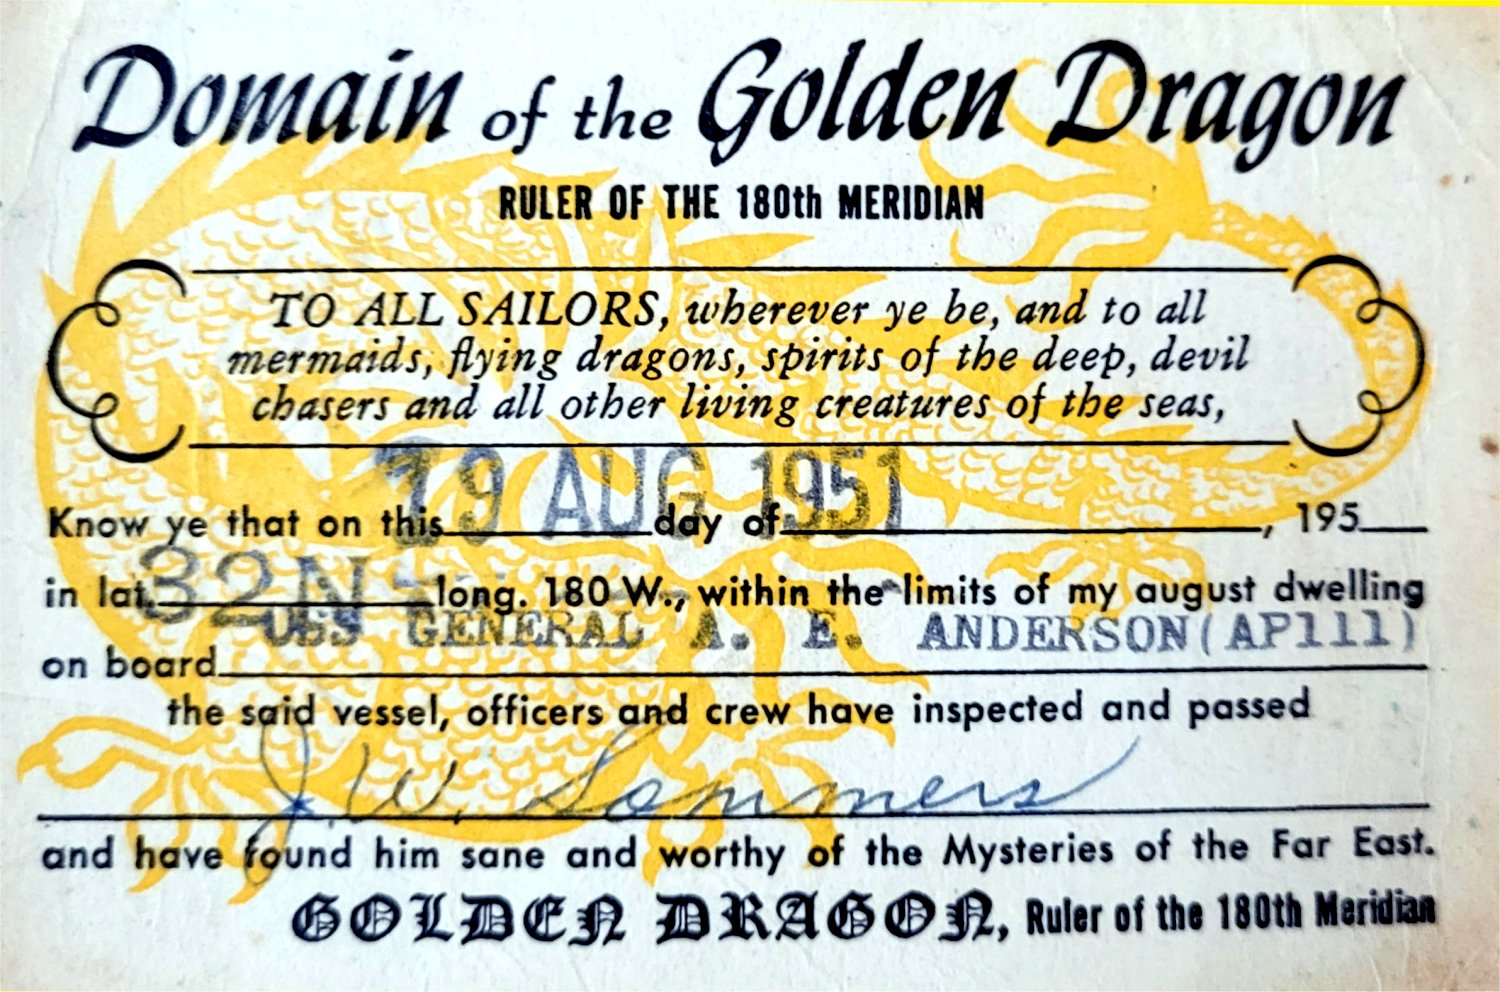 Domain of the Golden Dragon
RULER OF THE 180th MERIDIAN
TO ALL SAILORS, wherever ye be, and to all
mermaids, flying dragons, spirits of the deep, devil
chasers and all other living creatures of the seas,
19 AUG 1951
Know ye that on this day of , 195
32 N-
in lat. long. 180 W., within the limits of my august dwelling
USS GENERAL A. E. ANDERSON(AP111)
on board
the said vessel, officers and crew have inspected and passed
J. W. Sommers
and have found him sane and worthy of the Mysteries of the Far East.
GOLDEN DRAGON, Ruler of the 180th Meridian